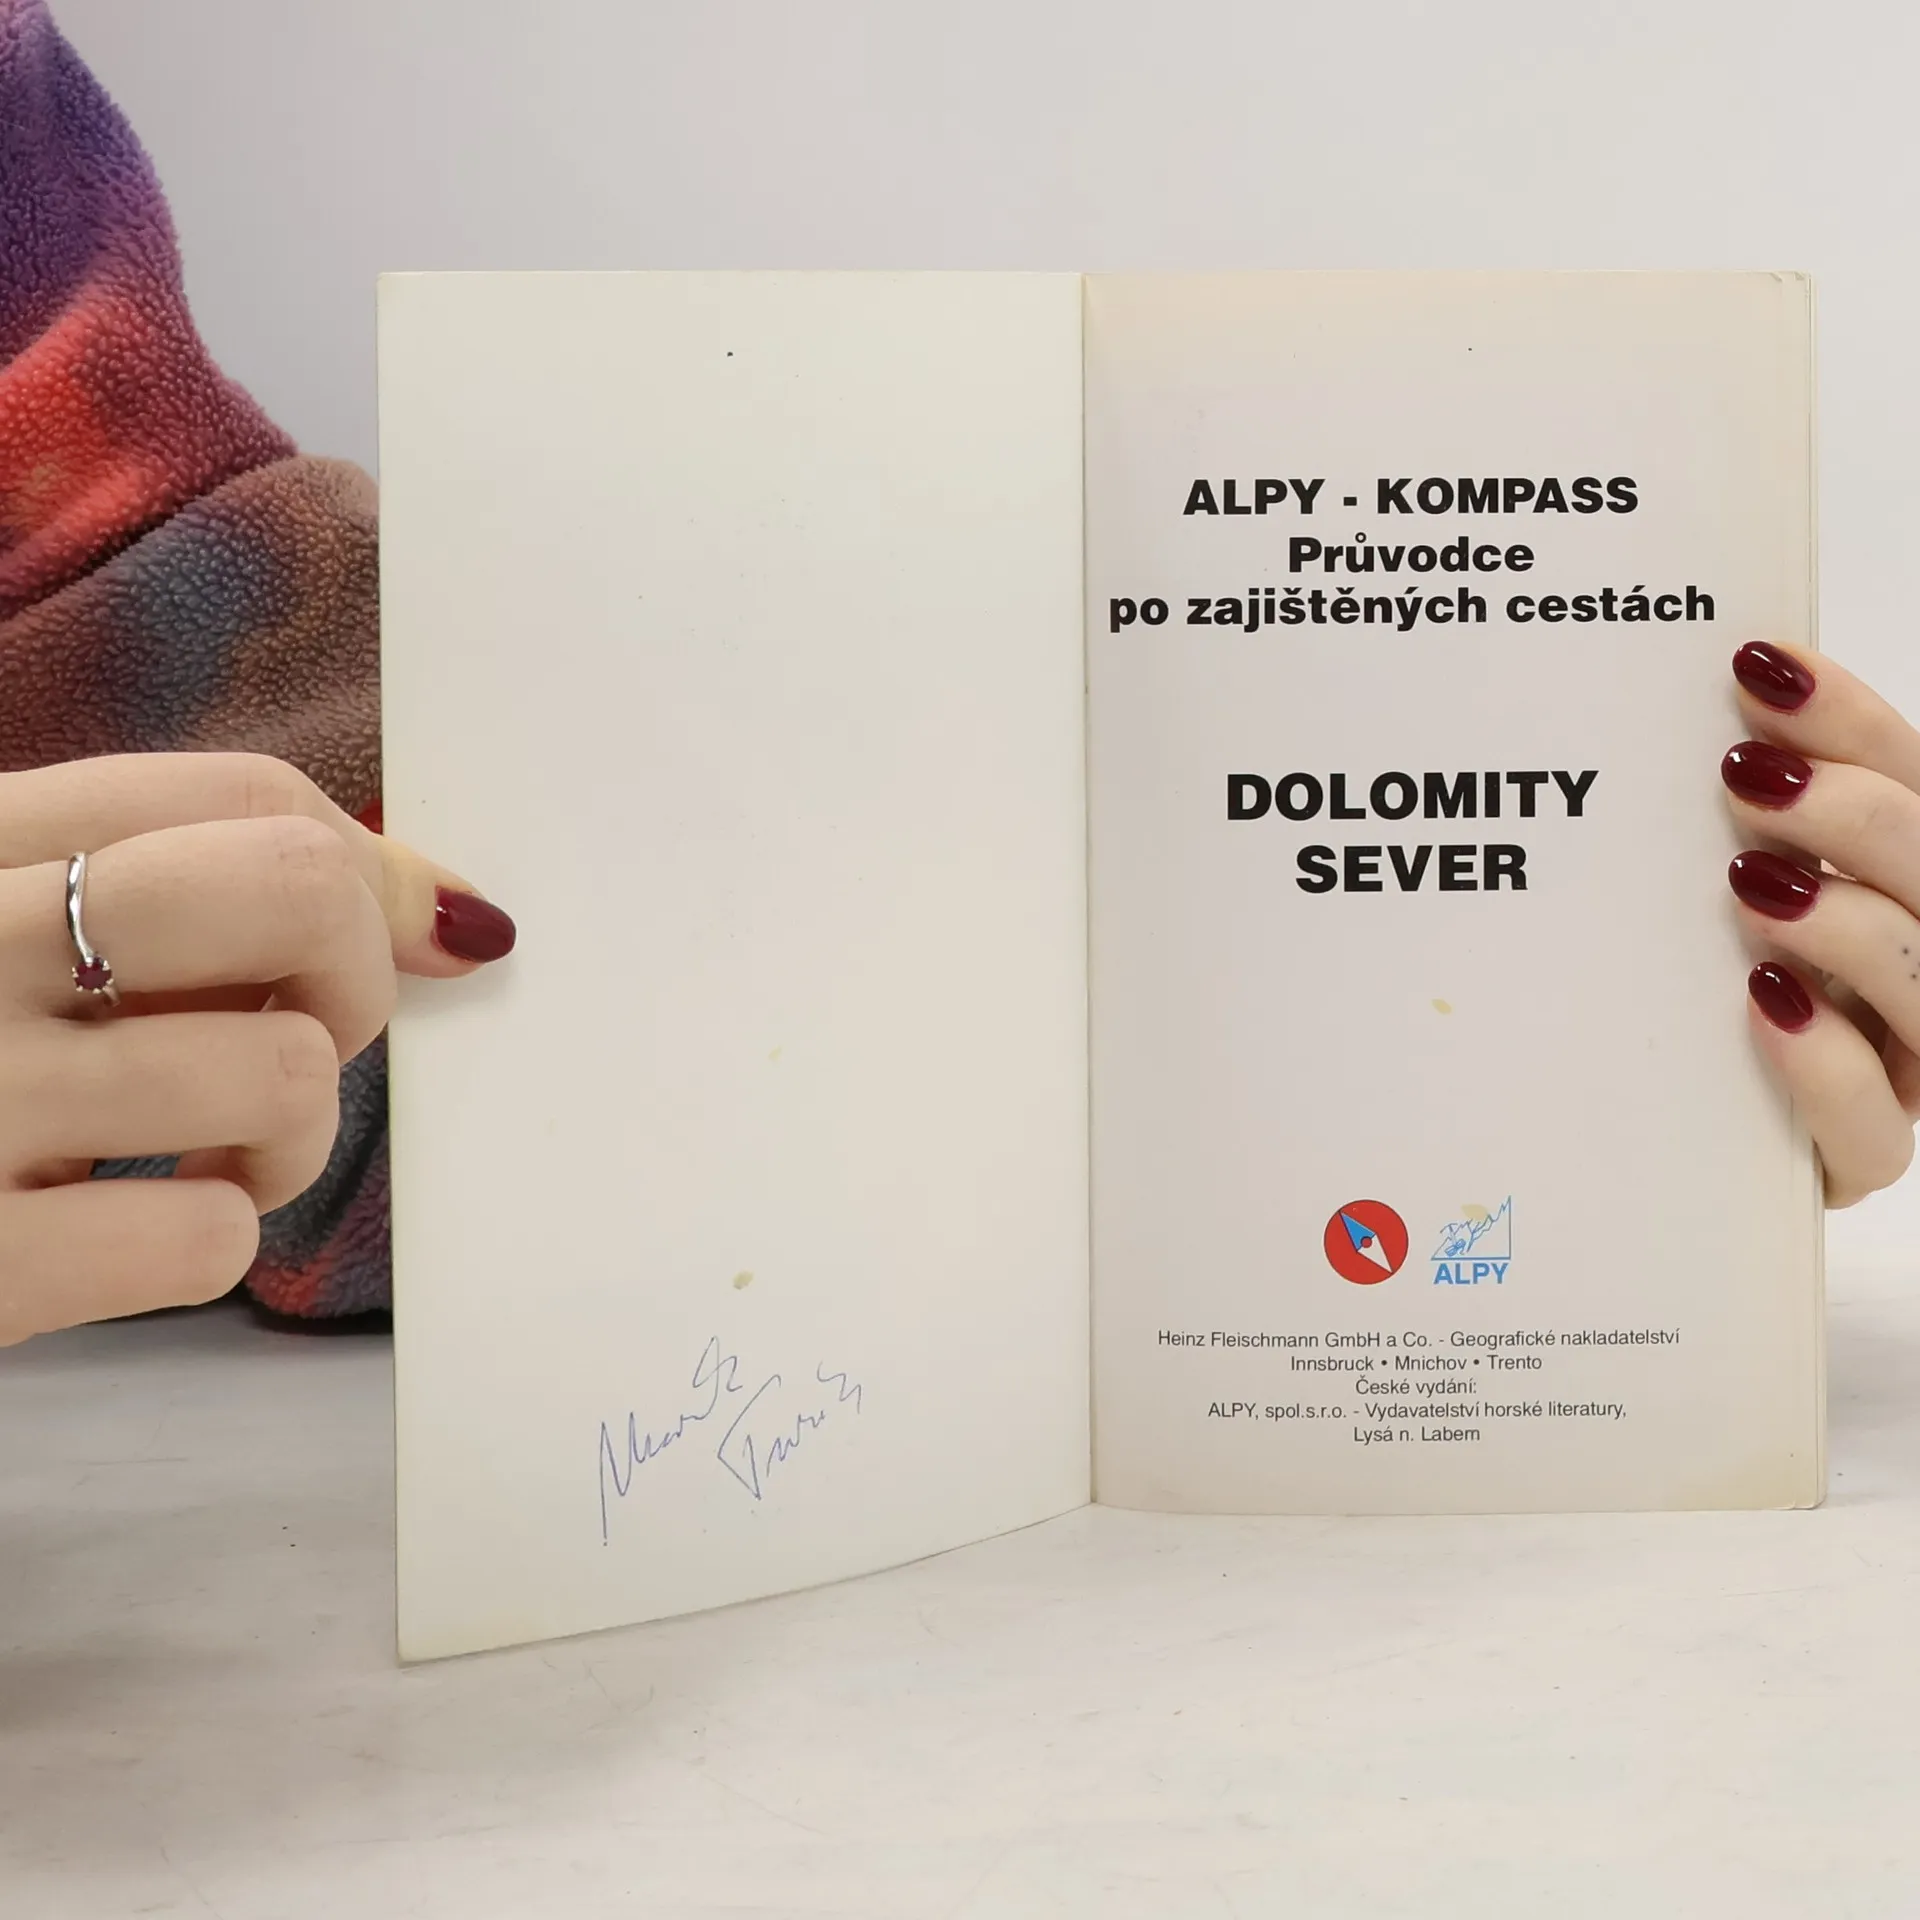 ALPY - KOMPASS
Průvodce
po zajištěných cestách
DOLOMITY
SEVER
ALPY
Heinz Fleischmann GmbH a Co. - Geografické nakladatelství
Innsbruck • Mnichov • Trento
České vydání:
ALPY, spol.s.r.o. - Vydavatelství horské literatury,
Lysá n. Labem